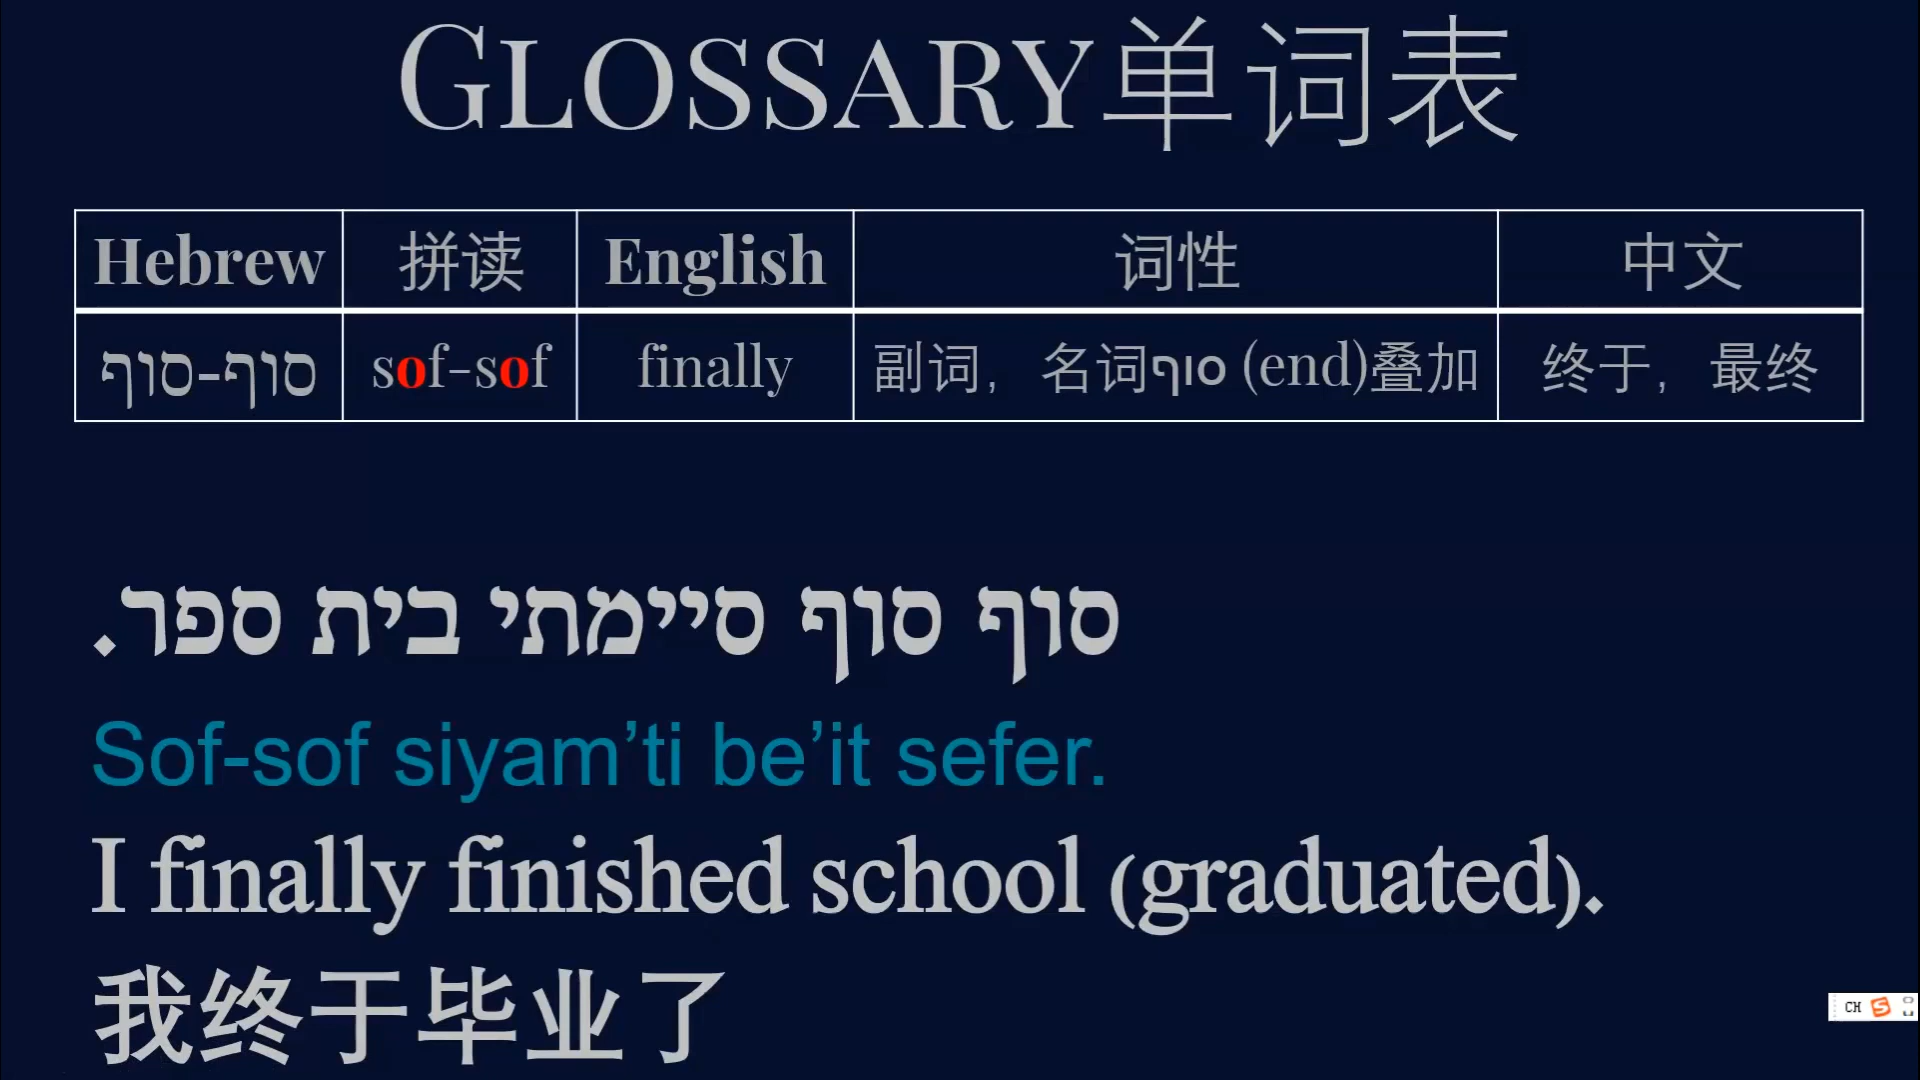 GLOSSARY单词表
Hebrew 拼读 English 词性 中文
סוף-סוף sof-sof finally 副词，名词סוף (end)叠加 终于，最终
סוף סוף סיימתי בית ספר.
Sof-sof siyam’ti be’it sefer.
I finally finished school (graduated).
我终于毕业了
CH